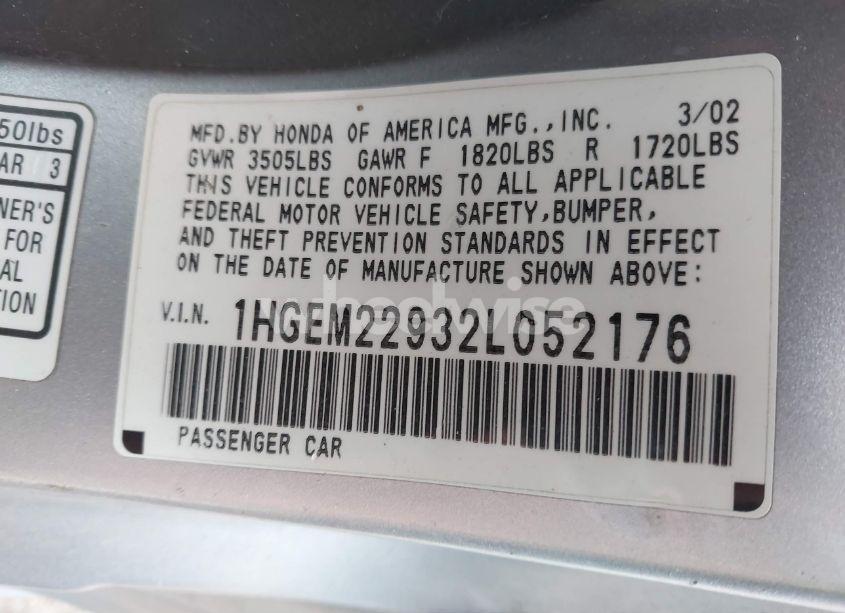 50lbs
AR 3
NER'S
FOR
AL
TION
MFD.BY HONDA OF AMERICA MFG.,INC. 3/02
GVWR 3505LBS GAWR F 1820LBS R 1720LBS
THIS VEHICLE CONFORMS TO ALL APPLICABLE
FEDERAL MOTOR VEHICLE SAFETY,BUMPER,
AND THEFT PREVENTION STANDARDS IN EFFECT
ON THE DATE OF MANUFACTURE SHOWN ABOVE:
V.I.N. 1HGEM22932L052176
wheelwise
PASSENGER CAR